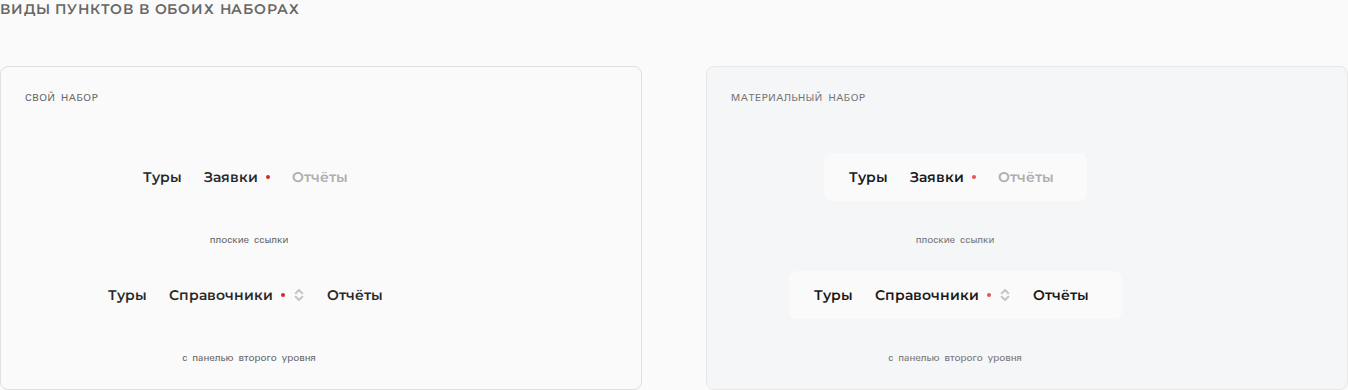 ВИДЫ ПУНКТОВ В ОБОИХ НАБОРАХ
СВОЙ НАБОР
Туры Заявки Отчёты
плоские ссылки
Туры Справочники Отчёты
с панелью второго уровня
МАТЕРИАЛЬНЫЙ НАБОР
Туры Заявки Отчёты
плоские ссылки
Туры Справочники Отчёты
с панелью второго уровня